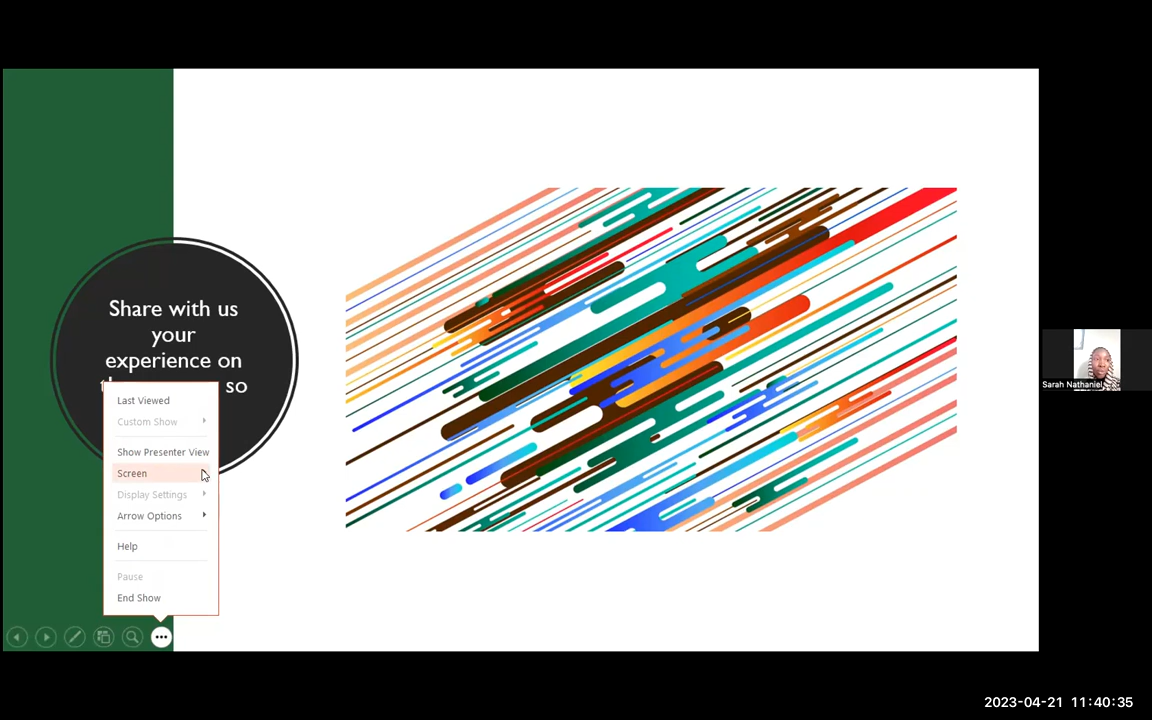 Share with us
your
experience on
so
Last Viewed
Custom Show
Show Presenter View
Screen
Display Settings
Arrow Options
Help
Pause
End Show
Sarah Nathaniel
2023-04-21 11:40:35